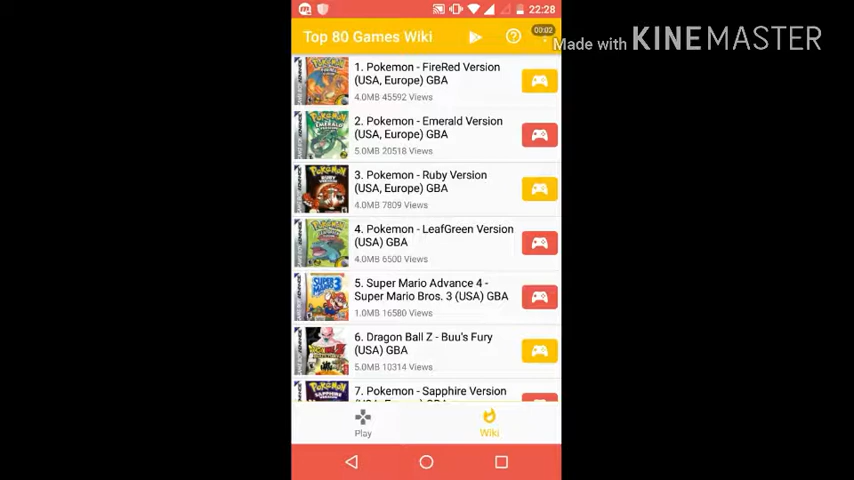 22:28
Top 80 Games Wiki
00:02
Made with KINEMASTER
1. Pokemon - FireRed Version
(USA, Europe) GBA
4.0MB 45592 Views
2. Pokemon - Emerald Version
(USA, Europe) GBA
5.0MB 20518 Views
3. Pokemon - Ruby Version
(USA, Europe) GBA
4.0MB 7809 Views
4. Pokemon - LeafGreen Version
(USA) GBA
4.0MB 6500 Views
5. Super Mario Advance 4 -
Super Mario Bros. 3 (USA) GBA
1.0MB 16580 Views
6. Dragon Ball Z - Buu's Fury
(USA) GBA
5.0MB 10314 Views
7. Pokemon - Sapphire Version
Play
Wiki